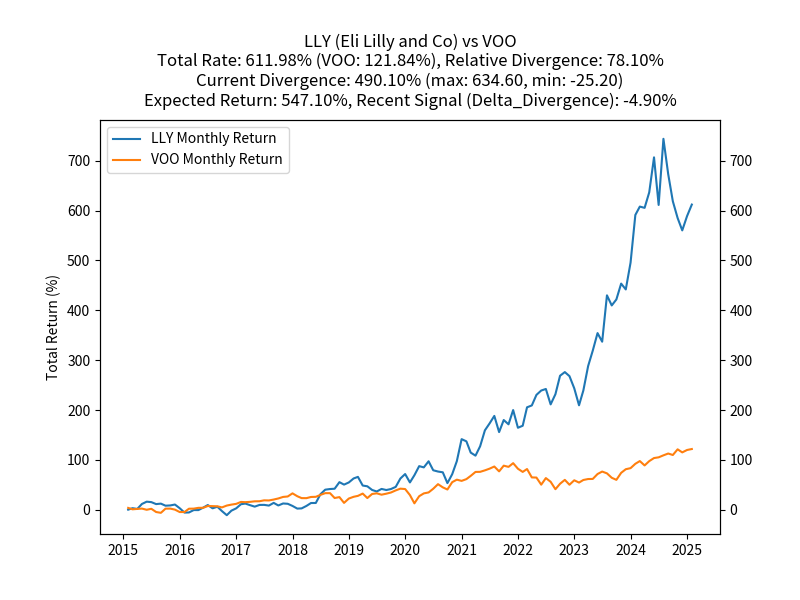 LLY (Eli Lilly and Co) vs VOO
Total Rate: 611.98% (VOO: 121.84%), Relative Divergence: 78.10%
Current Divergence: 490.10% (max: 634.60, min: -25.20)
Expected Return: 547.10%, Recent Signal (Delta_Divergence): -4.90%
LLY Monthly Return
VOO Monthly Return
Total Return (%)
700 700
600 600
500 500
400 400
300 300
200 200
100 100
0 0
2015 2016 2017 2018 2019 2020 2021 2022 2023 2024 2025